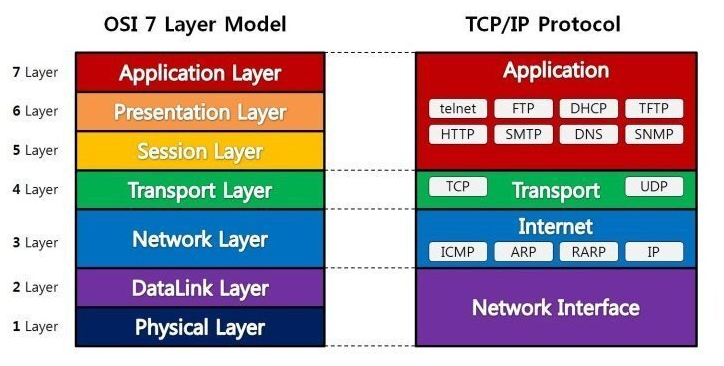 OSI 7 Layer Model
TCP/IP Protocol
7 Layer
Application Layer
6 Layer
Presentation Layer
5 Layer
Session Layer
4 Layer
Transport Layer
3 Layer
Network Layer
2 Layer
DataLink Layer
1 Layer
Physical Layer
Application
telnet FTP DHCP TFTP
HTTP SMTP DNS SNMP
TCP Transport UDP
Internet
ICMP ARP RARP IP
Network Interface